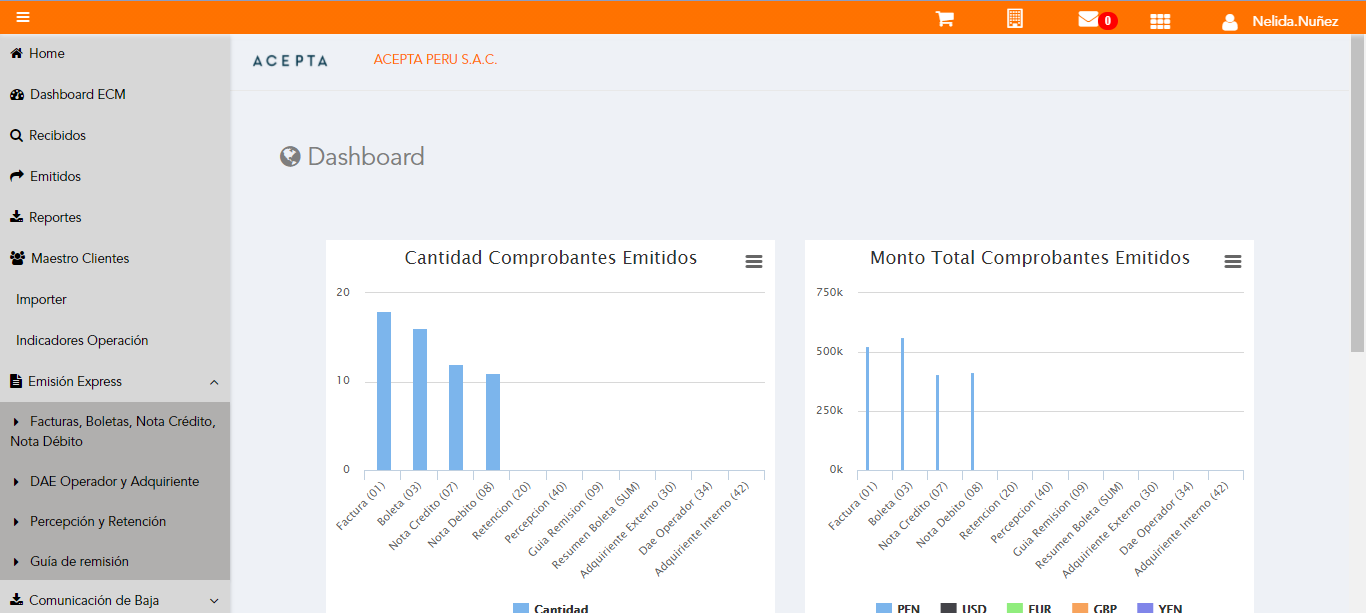 0
Nelida.Nuñez
Home
Dashboard ECM
Recibidos
Emitidos
Reportes
Maestro Clientes
Importer
Indicadores Operación
Emisión Express
Facturas, Boletas, Nota Crédito,
Nota Débito
DAE Operador y Adquiriente
Percepción y Retención
Guía de remisión
Comunicación de Baja
ACEPTA
ACEPTA PERU S.A.C.
Dashboard
Cantidad Comprobantes Emitidos
20
10
0
Factura (01)
Boleta (03)
Nota Credito (07)
Nota Debito (08)
Retencion (20)
Percepcion (40)
Guia Remision (09)
Resumen Boleta (SUM)
Adquiriente Externo (30)
Dae Operador (34)
Adquiriente Interno (42)
Cantidad
Monto Total Comprobantes Emitidos
750k
500k
250k
0k
Factura (01)
Boleta (03)
Nota Credito (07)
Nota Debito (08)
Retencion (20)
Percepcion (40)
Guia Remision (09)
Resumen Boleta (SUM)
Adquiriente Externo (30)
Dae Operador (34)
Adquiriente Interno (42)
PEN USD EUR GBP YEN